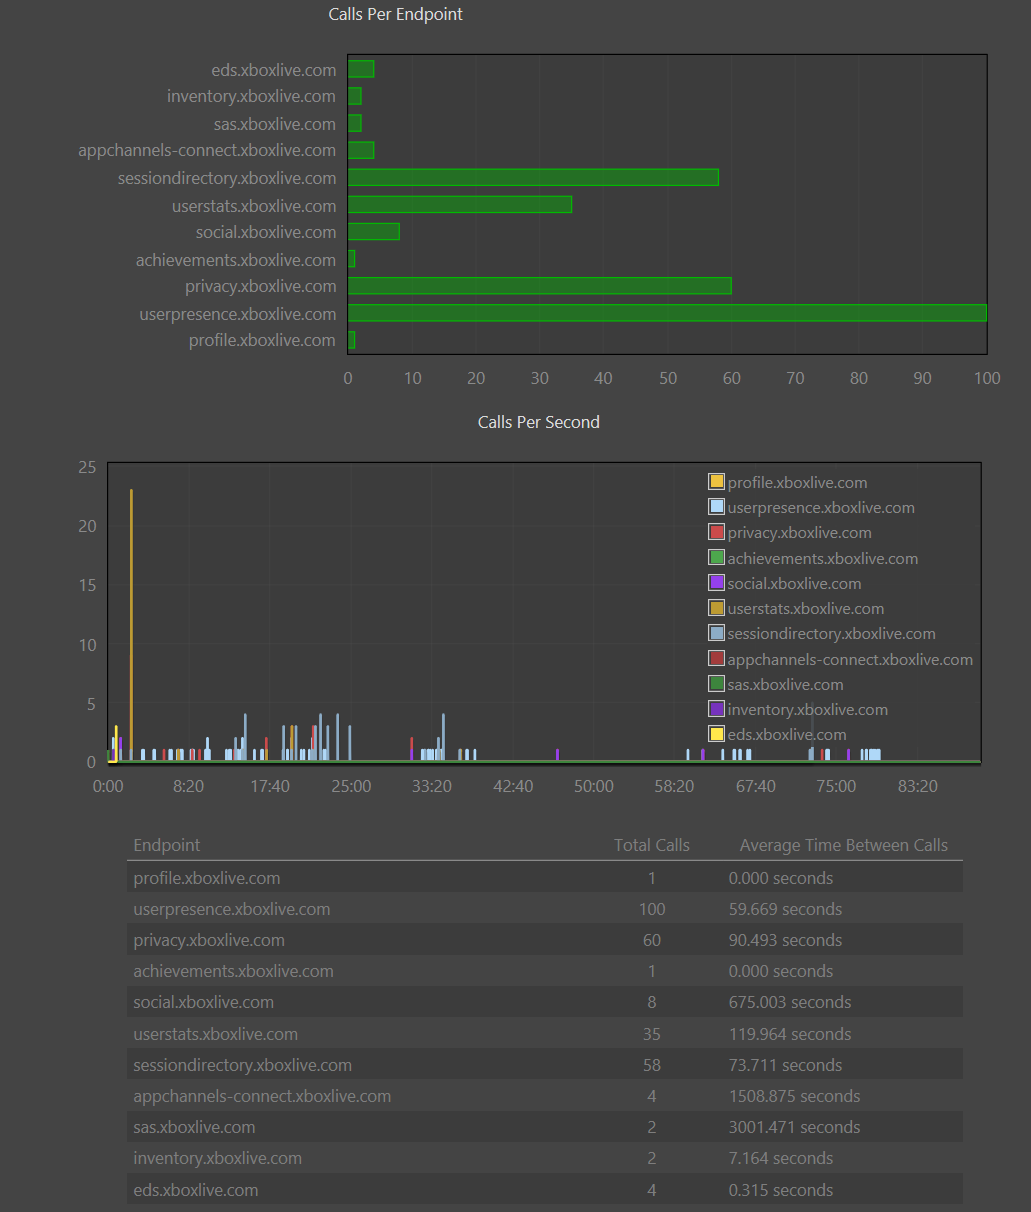 Calls Per Endpoint
eds.xboxlive.com
inventory.xboxlive.com
sas.xboxlive.com
appchannels-connect.xboxlive.com
sessiondirectory.xboxlive.com
userstats.xboxlive.com
social.xboxlive.com
achievements.xboxlive.com
privacy.xboxlive.com
userpresence.xboxlive.com
profile.xboxlive.com
0 10 20 30 40 50 60 70 80 90 100
Calls Per Second
25
20
15
10
5
0
profile.xboxlive.com
userpresence.xboxlive.com
privacy.xboxlive.com
achievements.xboxlive.com
social.xboxlive.com
userstats.xboxlive.com
sessiondirectory.xboxlive.com
appchannels-connect.xboxlive.com
sas.xboxlive.com
inventory.xboxlive.com
eds.xboxlive.com
0:00 8:20 17:40 25:00 33:20 42:40 50:00 58:20 67:40 75:00 83:20
Endpoint Total Calls Average Time Between Calls
profile.xboxlive.com 1 0.000 seconds
userpresence.xboxlive.com 100 59.669 seconds
privacy.xboxlive.com 60 90.493 seconds
achievements.xboxlive.com 1 0.000 seconds
social.xboxlive.com 8 675.003 seconds
userstats.xboxlive.com 35 119.964 seconds
sessiondirectory.xboxlive.com 58 73.711 seconds
appchannels-connect.xboxlive.com 4 1508.875 seconds
sas.xboxlive.com 2 3001.471 seconds
inventory.xboxlive.com 2 7.164 seconds
eds.xboxlive.com 4 0.315 seconds